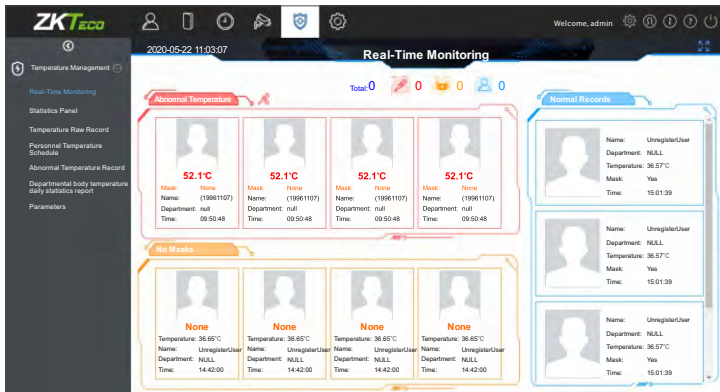 ZKTeco
Welcome, admin
2020-05-22 11:03:07
Real-Time Monitoring
Temperature Management
Real-Time Monitoring
Statistics Panel
Temperature Raw Record
Personnel Temperature
Schedule
Abnormal Temperature Record
Departmental body temperature
daily statistics report
Parameters
Total:0 0 0 0
Abnormal Temperature
52.1°C
Mask: None
Name: (19961107)
Department: null
Time: 09:50:48
52.1°C
Mask: None
Name: (19961107)
Department: null
Time: 09:50:48
52.1°C
Mask: None
Name: (19961107)
Department: null
Time: 09:50:48
52.1°C
Mask: None
Name: (19961107)
Department: null
Time: 09:50:48
No Masks
None
Temperature: 36.65°C
Name: UnregisterUser
Department: NULL
Time: 14:42:00
None
Temperature: 36.65°C
Name: UnregisterUser
Department: NULL
Time: 14:42:00
None
Temperature: 36.65°C
Name: UnregisterUser
Department: NULL
Time: 14:42:00
None
Temperature: 36.65°C
Name: UnregisterUser
Department: NULL
Time: 14:42:00
Normal Records
Name: UnregisterUser
Department: NULL
Temperature: 36.57°C
Mask: Yes
Time: 15:01:39
Name: UnregisterUser
Department: NULL
Temperature: 36.57°C
Mask: Yes
Time: 15:01:39
Name: UnregisterUser
Department: NULL
Temperature: 36.57°C
Mask: Yes
Time: 15:01:39